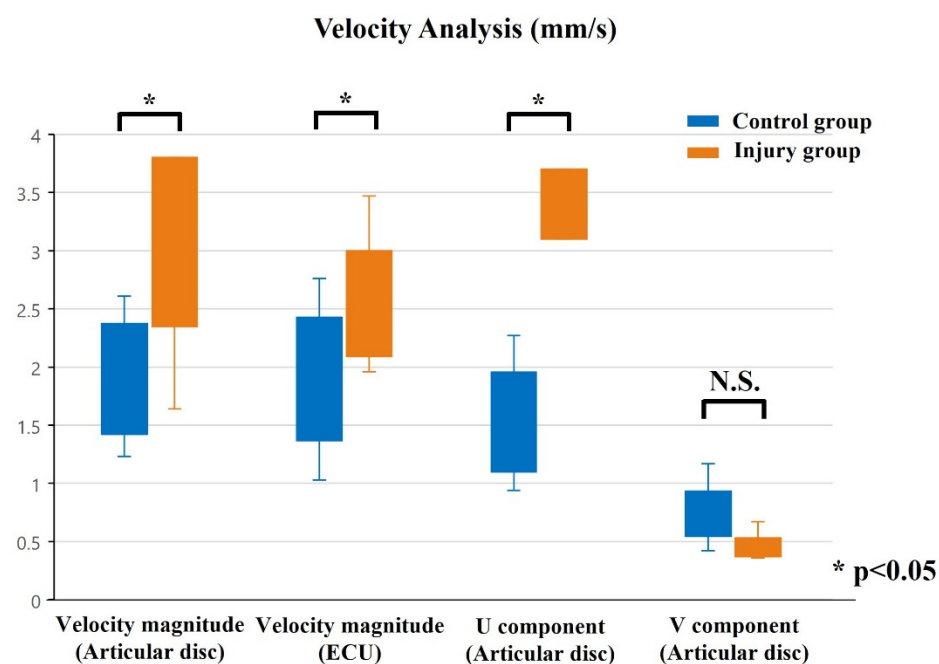 Velocity Analysis (mm/s)
*
*
*
Control group
Injury group
4
3.5
3
2.5
2
1.5
1
0.5
0
N.S.
* p<0.05
Velocity magnitude
(Articular disc)
Velocity magnitude
(ECU)
U component
(Articular disc)
V component
(Articular disc)